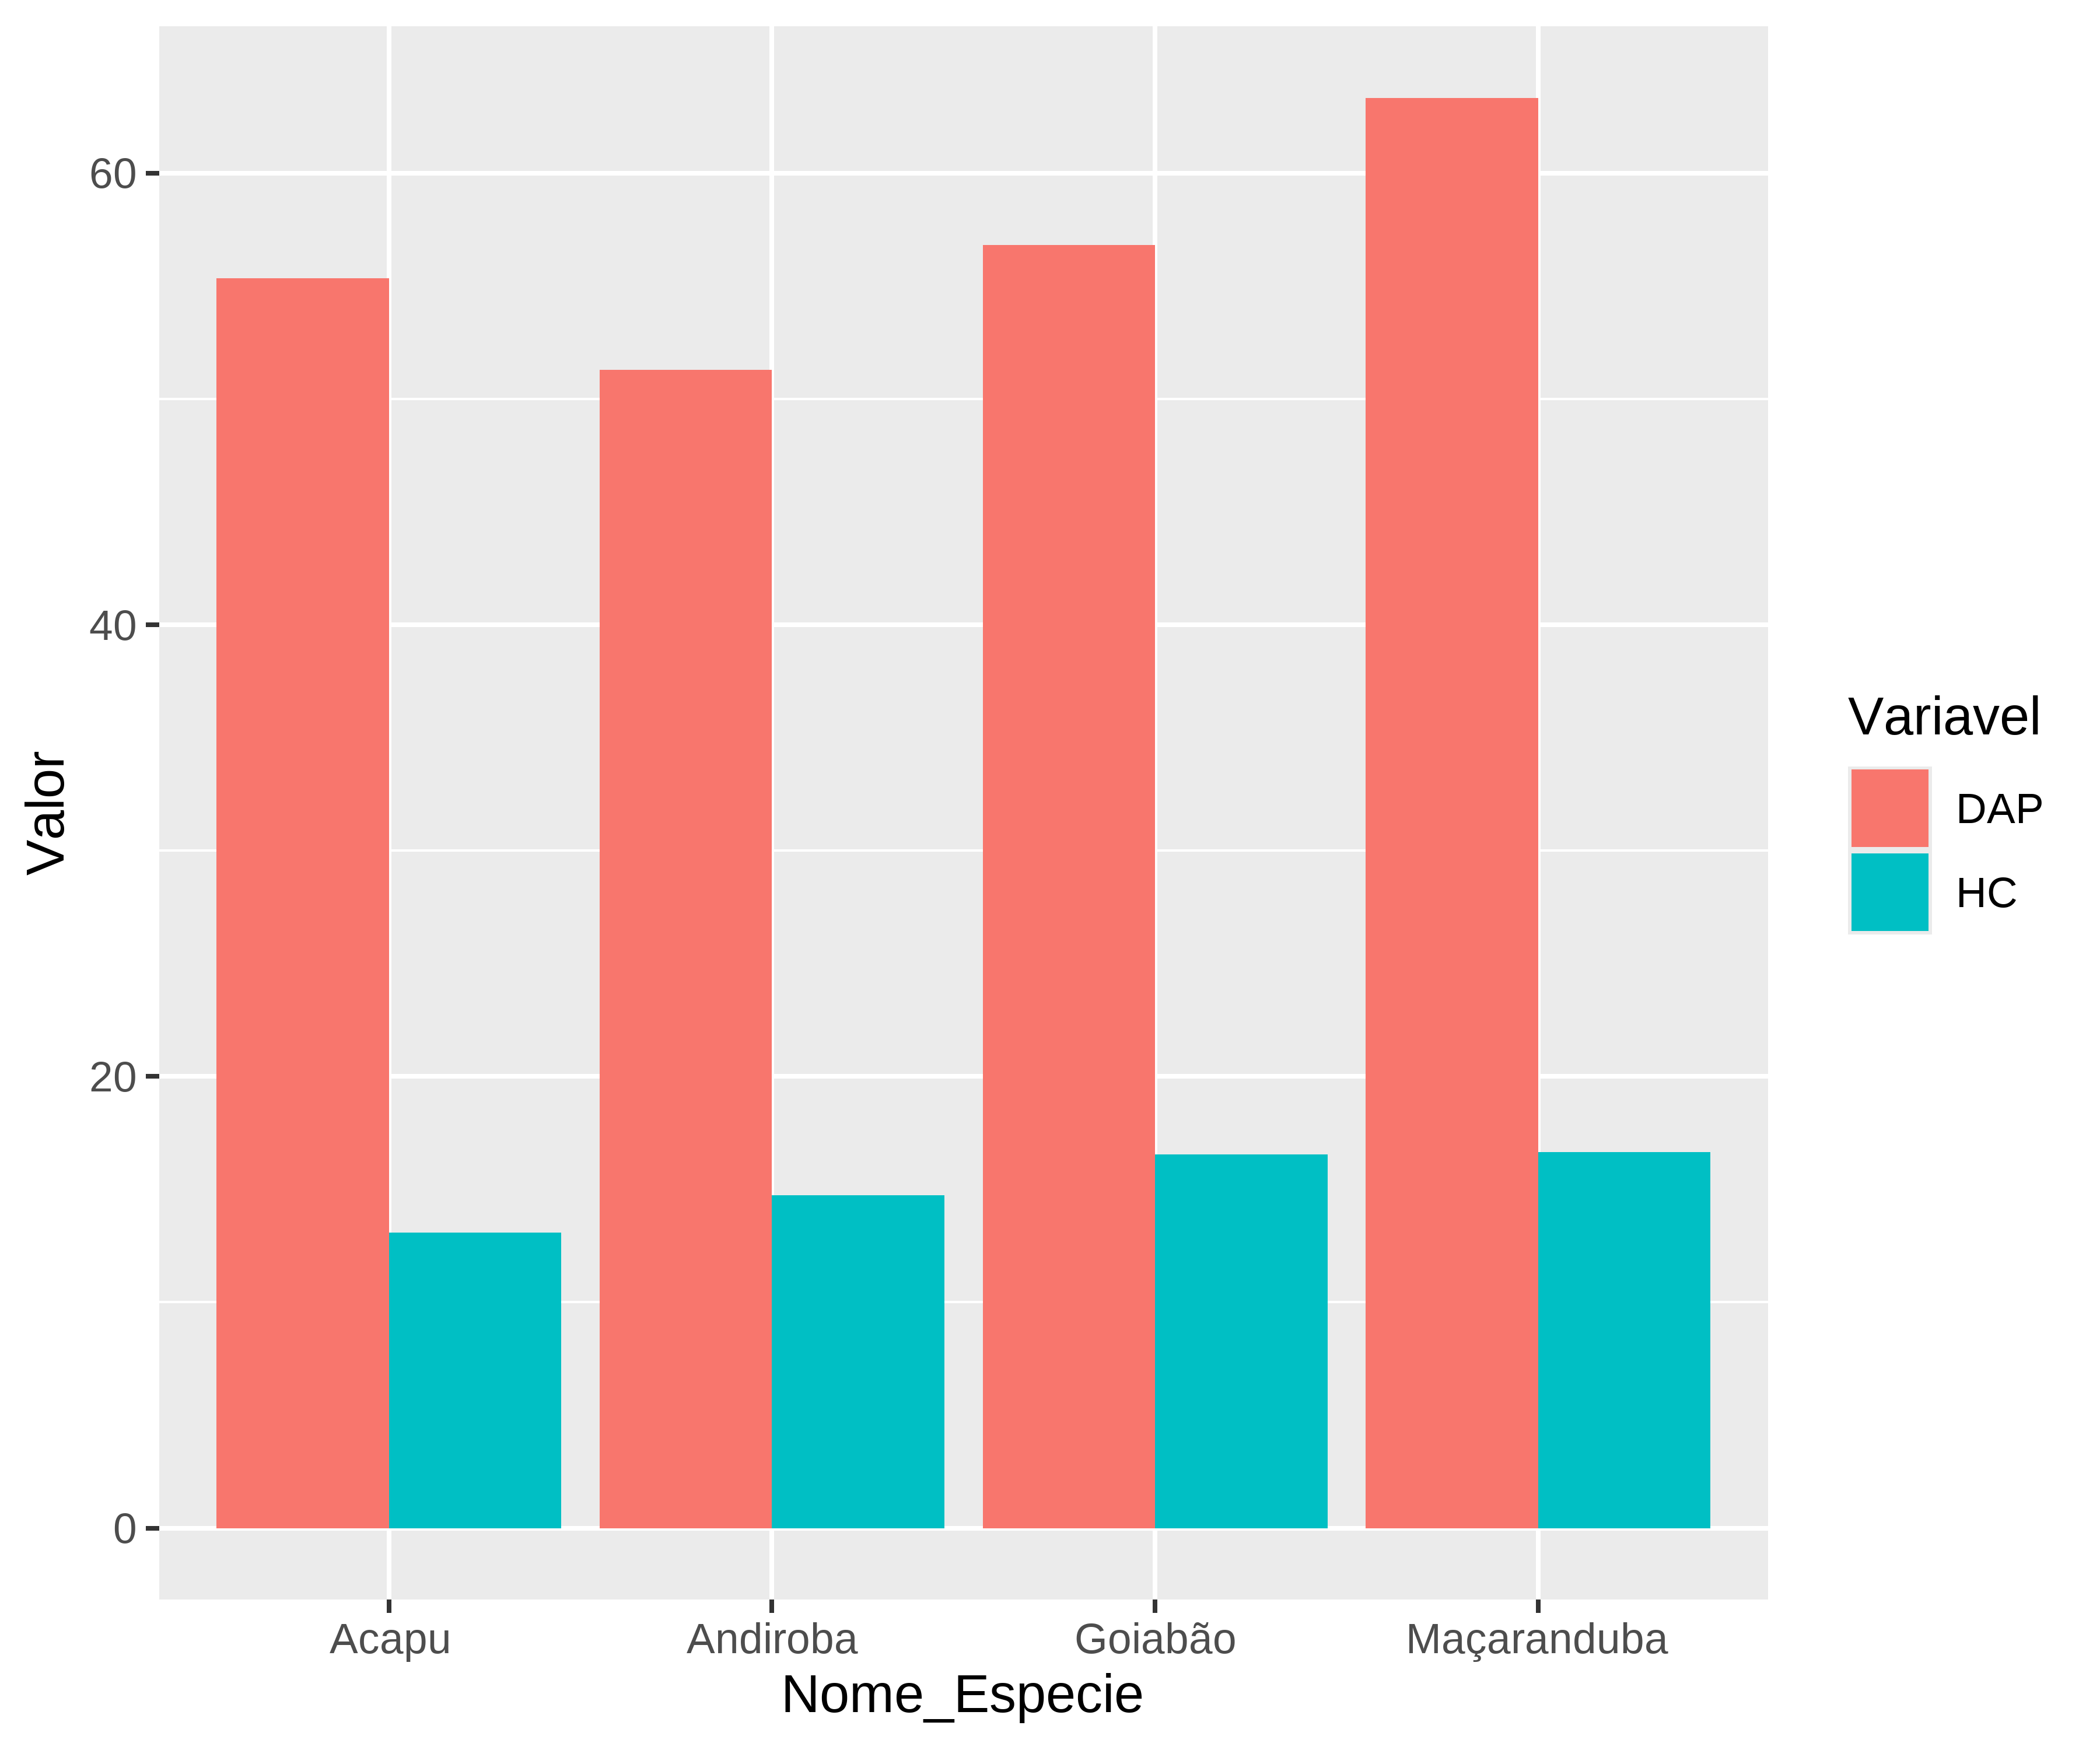 60
40
20
0
Valor
Acapu
Andiroba
Goiabão
Maçaranduba
Nome_Especie
Variavel
DAP
HC